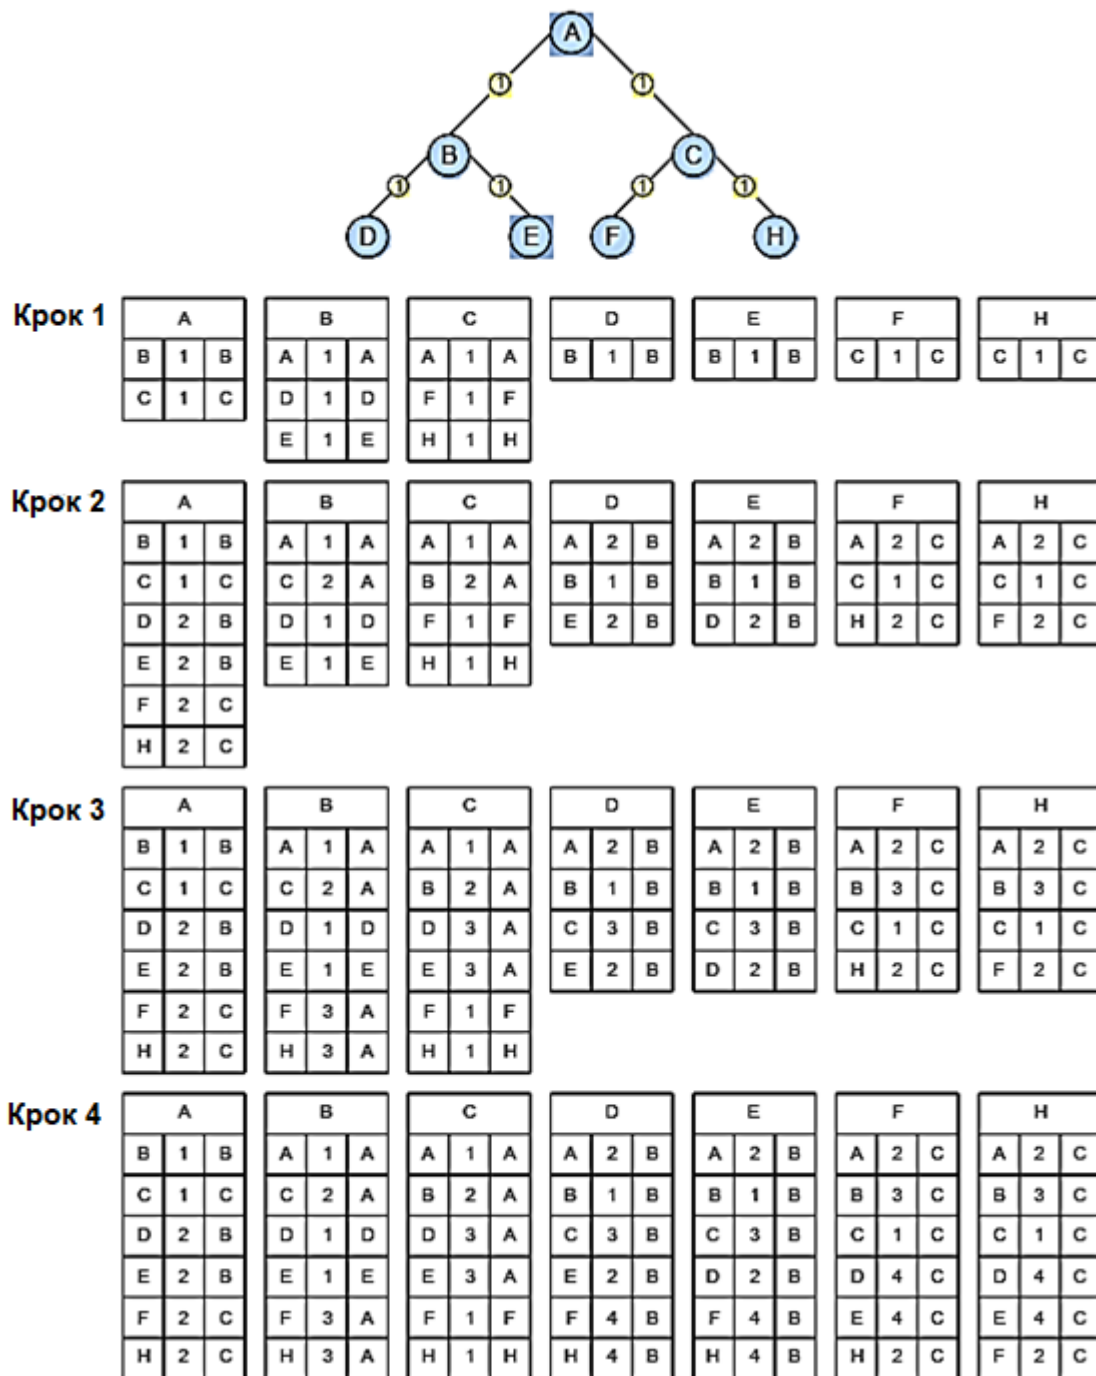 A
1 1
B C
1 1 1 1
D E F H
Крок 1
A B C D E F H
B 1 B A 1 A A 1 A B 1 B B 1 B C 1 C C 1 C
C 1 C D 1 D F 1 F
E 1 E H 1 H
Крок 2
A B C D E F H
B 1 B A 1 A A 1 A A 2 B A 2 B A 2 C A 2 C
C 1 C C 2 A B 2 A B 1 B B 1 B C 1 C C 1 C
D 2 B D 1 D F 1 F E 2 B D 2 B H 2 C F 2 C
E 2 B E 1 E H 1 H
F 2 C
H 2 C
Крок 3
A B C D E F H
B 1 B A 1 A A 1 A A 2 B A 2 B A 2 C A 2 C
C 1 C C 2 A B 2 A B 1 B B 1 B B 3 C B 3 C
D 2 B D 1 D D 3 A C 3 B C 3 B C 1 C C 1 C
E 2 B E 1 E E 3 A E 2 B D 2 B H 2 C F 2 C
F 2 C F 3 A F 1 F
H 2 C H 3 A H 1 H
Крок 4
A B C D E F H
B 1 B A 1 A A 1 A A 2 B A 2 B A 2 C A 2 C
C 1 C C 2 A B 2 A B 1 B B 1 B B 3 C B 3 C
D 2 B D 1 D D 3 A C 3 B C 3 B C 1 C C 1 C
E 2 B E 1 E E 3 A E 2 B D 2 B D 4 C D 4 C
F 2 C F 3 A F 1 F F 4 B F 4 B E 4 C E 4 C
H 2 C H 3 A H 1 H H 4 B H 4 B H 2 C F 2 C